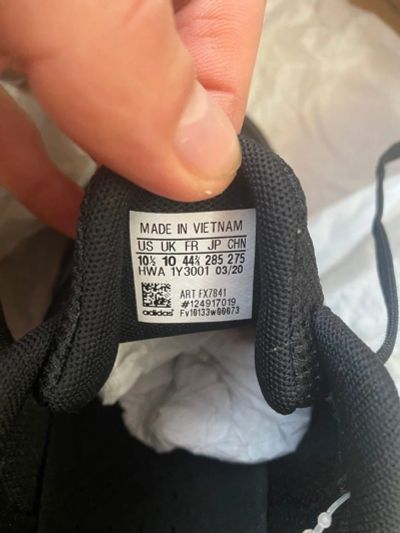 MADE IN VIETNAM
US UK FR JP CHN
10½ 10 44⅔ 285 275
HWA 1Y3001 03/20
ART FX7841
#124917019
adidas Fv10133w00073